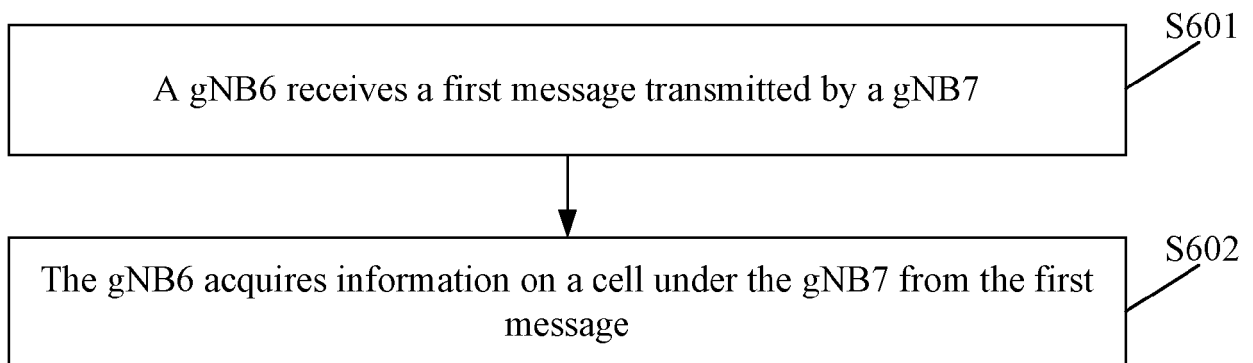 S601
A gNB6 receives a first message transmitted by a gNB7
S602
The gNB6 acquires information on a cell under the gNB7 from the first
message